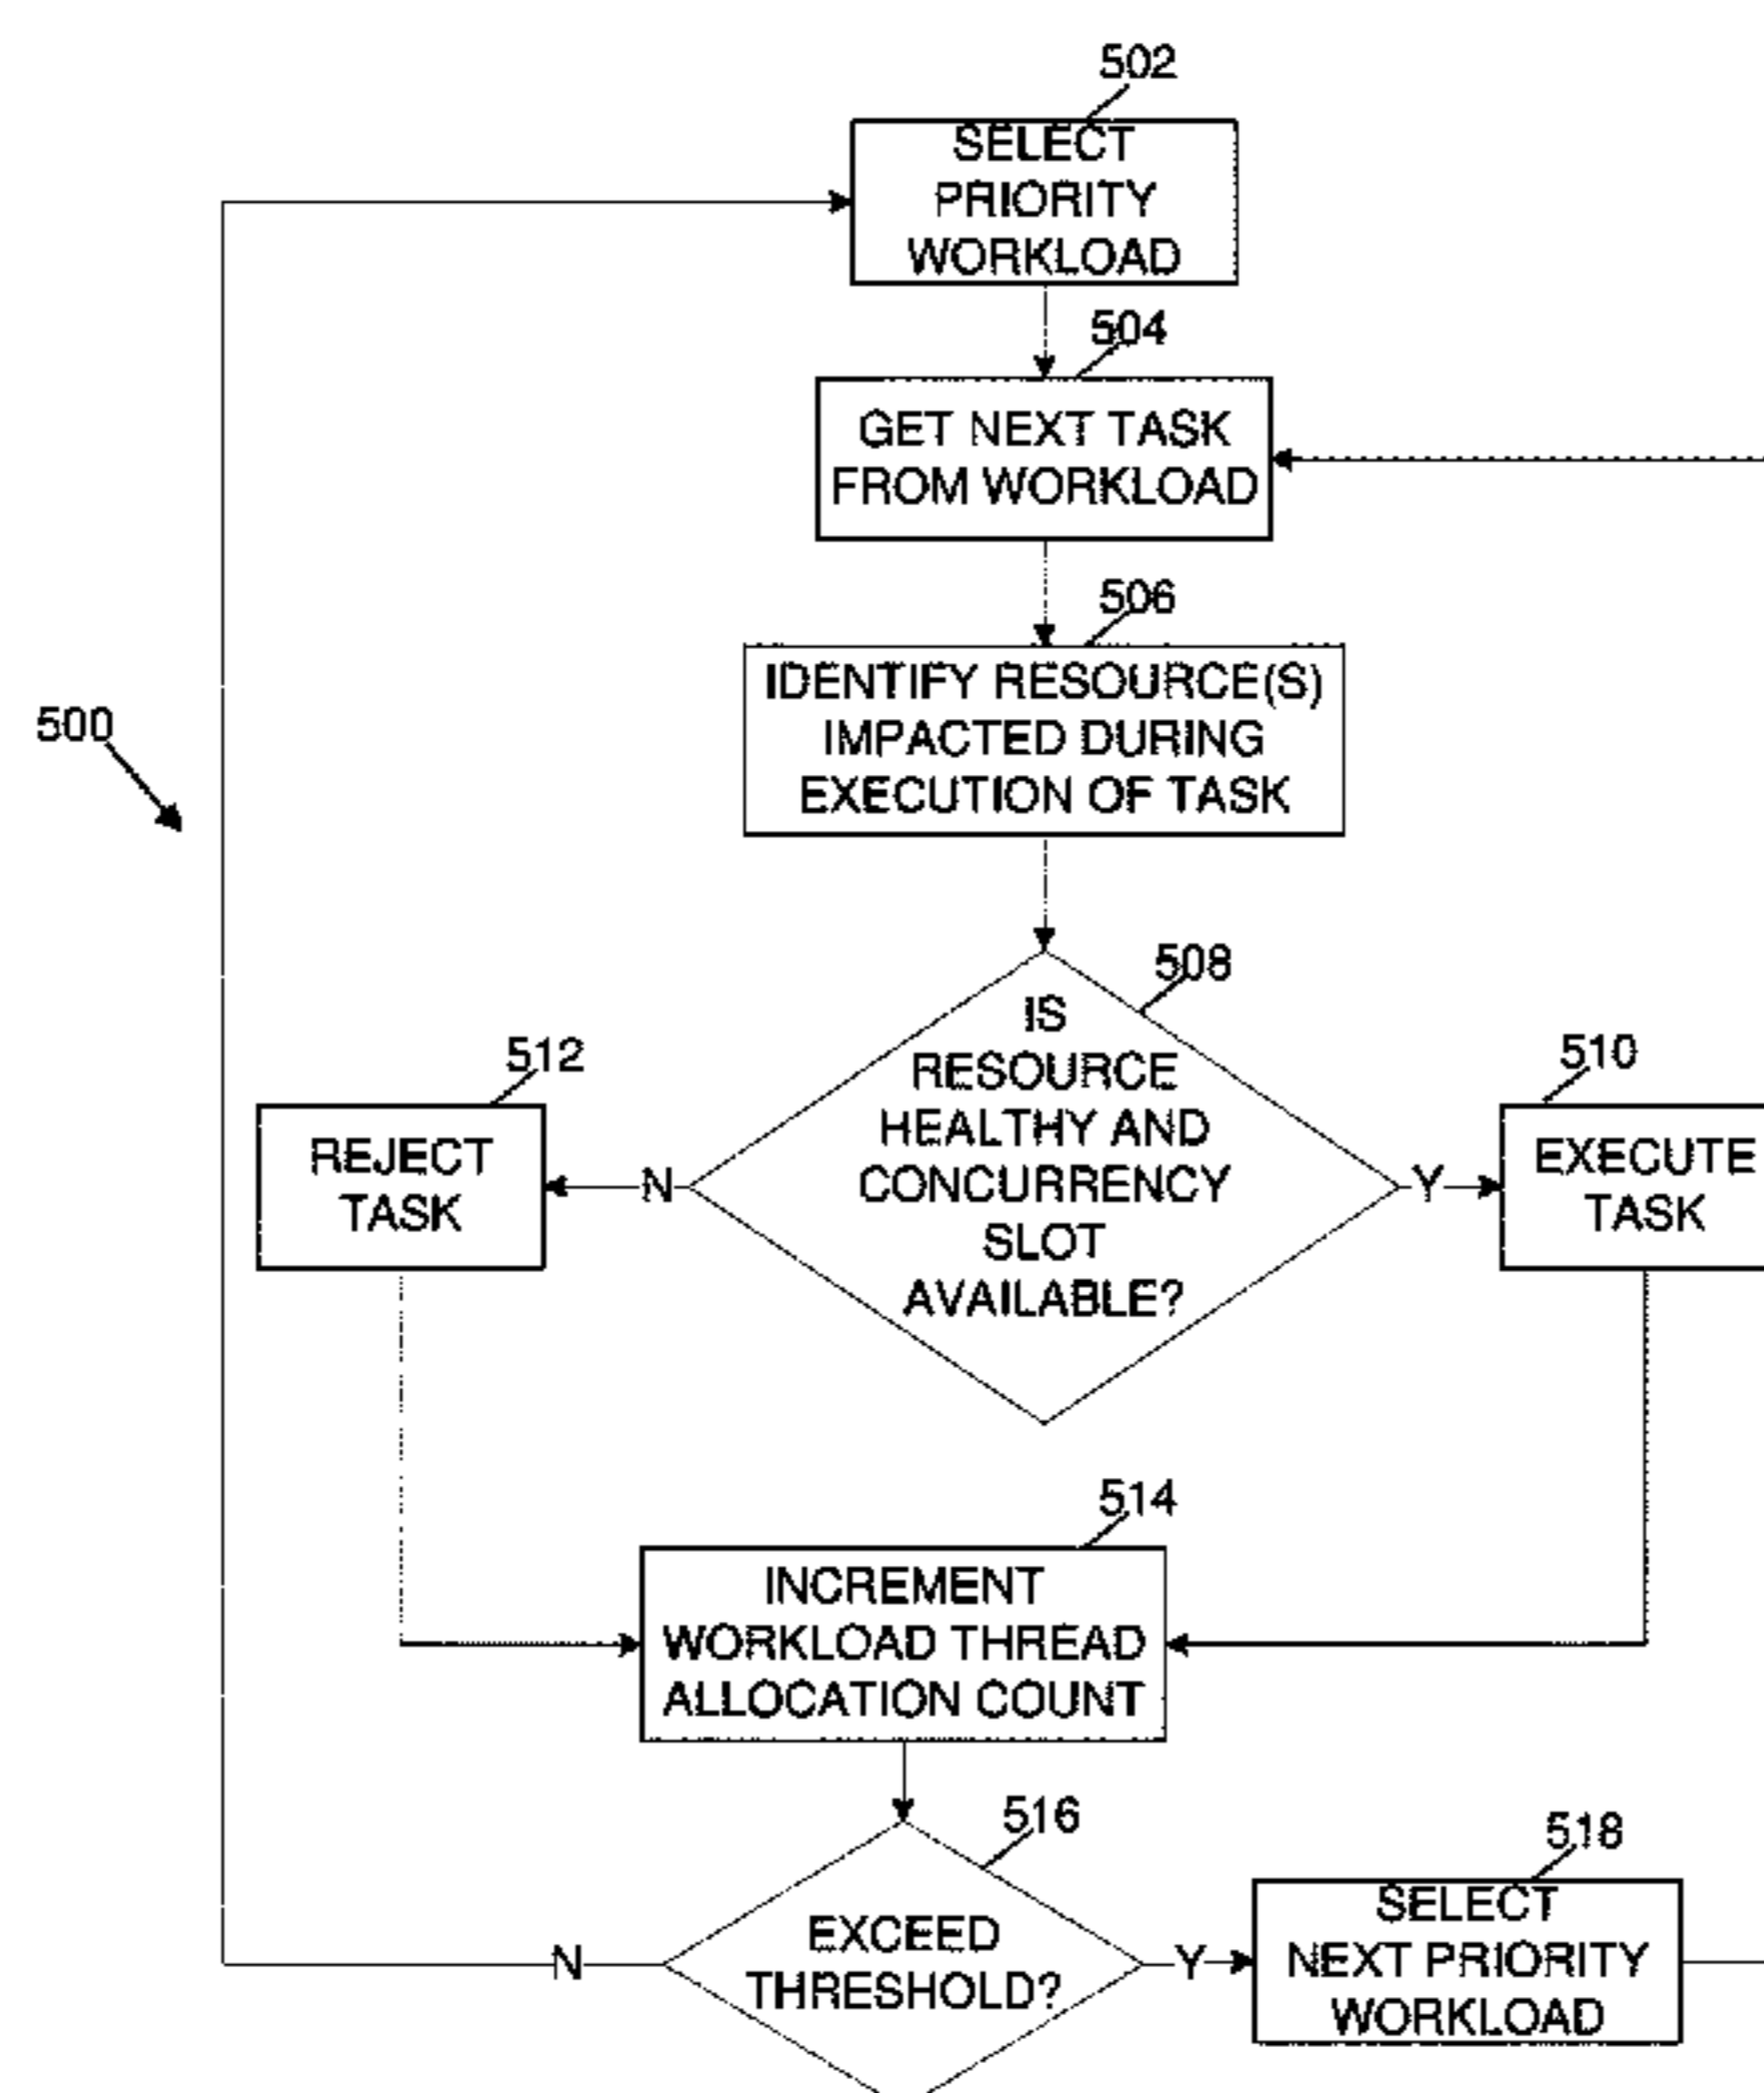 502
SELECT
PRIORITY
WORKLOAD
504
GET NEXT TASK
FROM WORKLOAD
506
IDENTIFY RESOURCE(S)
IMPACTED DURING
EXECUTION OF TASK
500
508
IS
RESOURCE
HEALTHY AND
CONCURRENCY
SLOT
AVAILABLE?
512
REJECT
TASK
N
Y
510
EXECUTE
TASK
514
INCREMENT
WORKLOAD THREAD
ALLOCATION COUNT
516
EXCEED
THRESHOLD?
N
Y
518
SELECT
NEXT PRIORITY
WORKLOAD